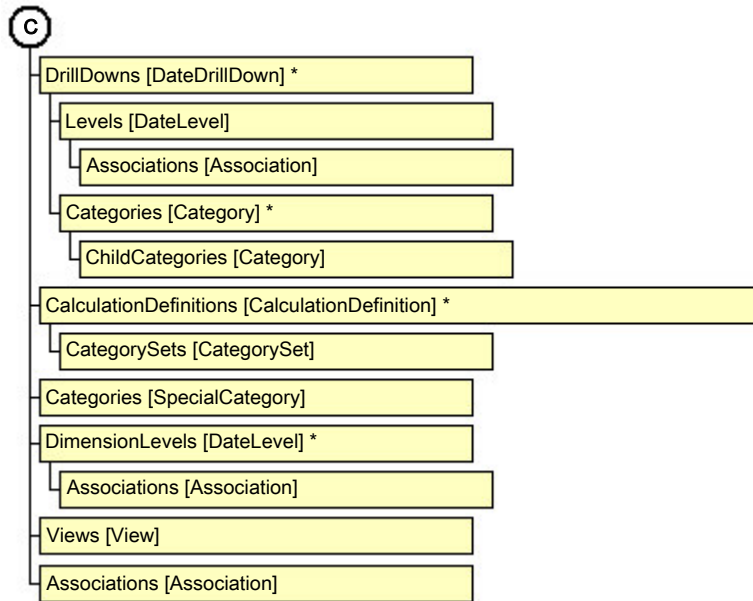 C
DrillDowns [DateDrillDown] *
Levels [DateLevel]
Associations [Association]
Categories [Category] *
ChildCategories [Category]
CalculationDefinitions [CalculationDefinition] *
CategorySets [CategorySet]
Categories [SpecialCategory]
DimensionLevels [DateLevel] *
Associations [Association]
Views [View]
Associations [Association]